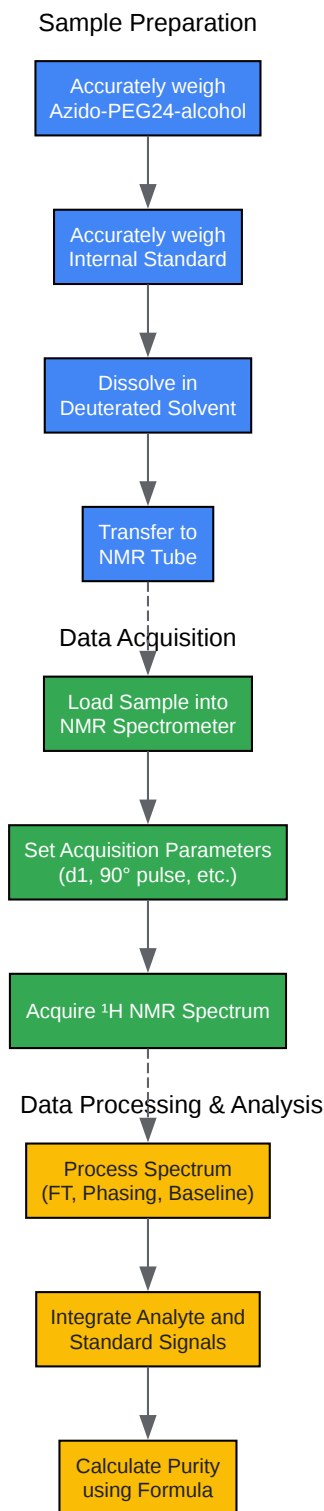 Sample Preparation
Accurately weigh
Azido-PEG24-alcohol
Accurately weigh
Internal Standard
Dissolve in
Deuterated Solvent
Transfer to
NMR Tube
Data Acquisition
Load Sample into
NMR Spectrometer
Set Acquisition Parameters
(d1, 90° pulse, etc.)
Acquire ¹H NMR Spectrum
Data Processing & Analysis
Process Spectrum
(FT, Phasing, Baseline)
Integrate Analyte and
Standard Signals
Calculate Purity
using Formula